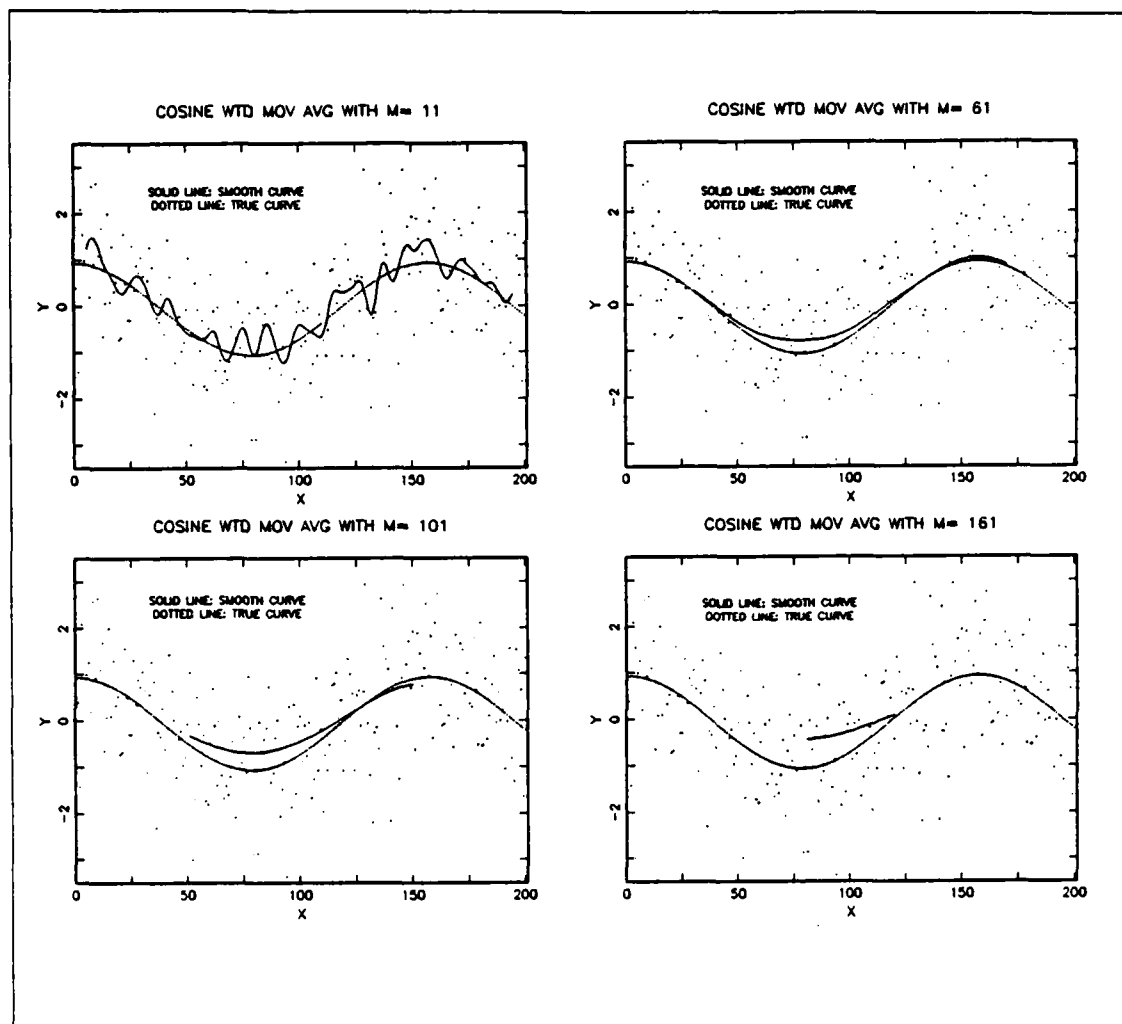 COSINE WTD MOV AVG WITH M= 11
SOLID LINE: SMOOTH CURVE
DOTTED LINE: TRUE CURVE
Y
2
0
-2
0
50
100
150
200
X
COSINE WTD MOV AVG WITH M= 61
SOLID LINE: SMOOTH CURVE
DOTTED LINE: TRUE CURVE
Y
2
0
-2
0
50
100
150
200
X
COSINE WTD MOV AVG WITH M= 101
SOLID LINE: SMOOTH CURVE
DOTTED LINE: TRUE CURVE
Y
2
0
-2
0
50
100
150
200
X
COSINE WTD MOV AVG WITH M= 161
SOLID LINE: SMOOTH CURVE
DOTTED LINE: TRUE CURVE
Y
2
0
-2
0
50
100
150
200
X